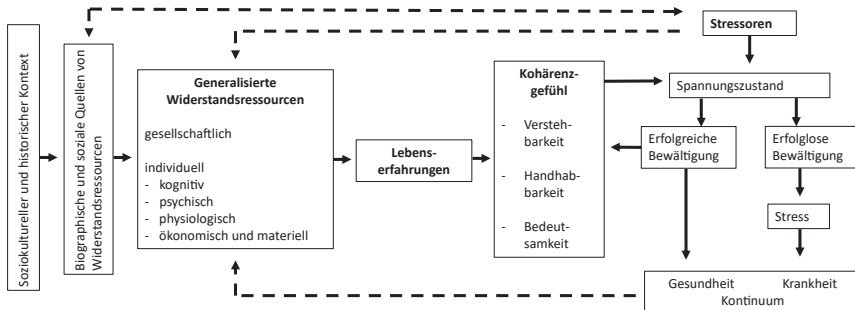 Soziokultureller und historischer Kontext
Biographische und soziale Quellen von
Widerstandsressourcen
Generalisierte
Widerstandsressourcen
gesellschaftlich
individuell
- kognitiv
- psychisch
- physiologisch
- ökonomisch und materiell
Lebens-
erfahrungen
Kohärenz-
gefühl
- Versteh-
barkeit
- Handhab-
barkeit
- Bedeut-
samkeit
Stressoren
Spannungszustand
Erfolgreiche
Bewältigung
Erfolglose
Bewältigung
Stress
Gesundheit Krankheit
Kontinuum